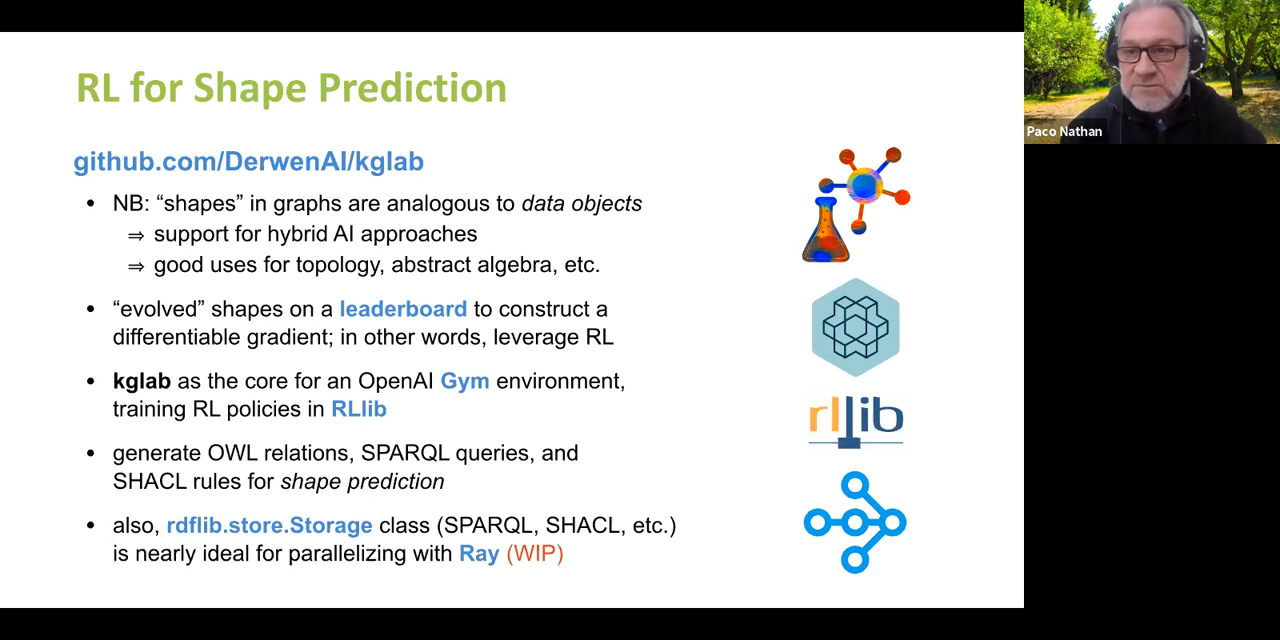 RL for Shape Prediction
github.com/DerwenAI/kglab
• NB: “shapes” in graphs are analogous to data objects
⇒ support for hybrid AI approaches
⇒ good uses for topology, abstract algebra, etc.
• “evolved” shapes on a leaderboard to construct a
differentiable gradient; in other words, leverage RL
• kglab as the core for an OpenAI Gym environment,
training RL policies in RLlib
• generate OWL relations, SPARQL queries, and
SHACL rules for shape prediction
• also, rdflib.store.Storage class (SPARQL, SHACL, etc.)
is nearly ideal for parallelizing with Ray (WIP)
rllib
Paco Nathan